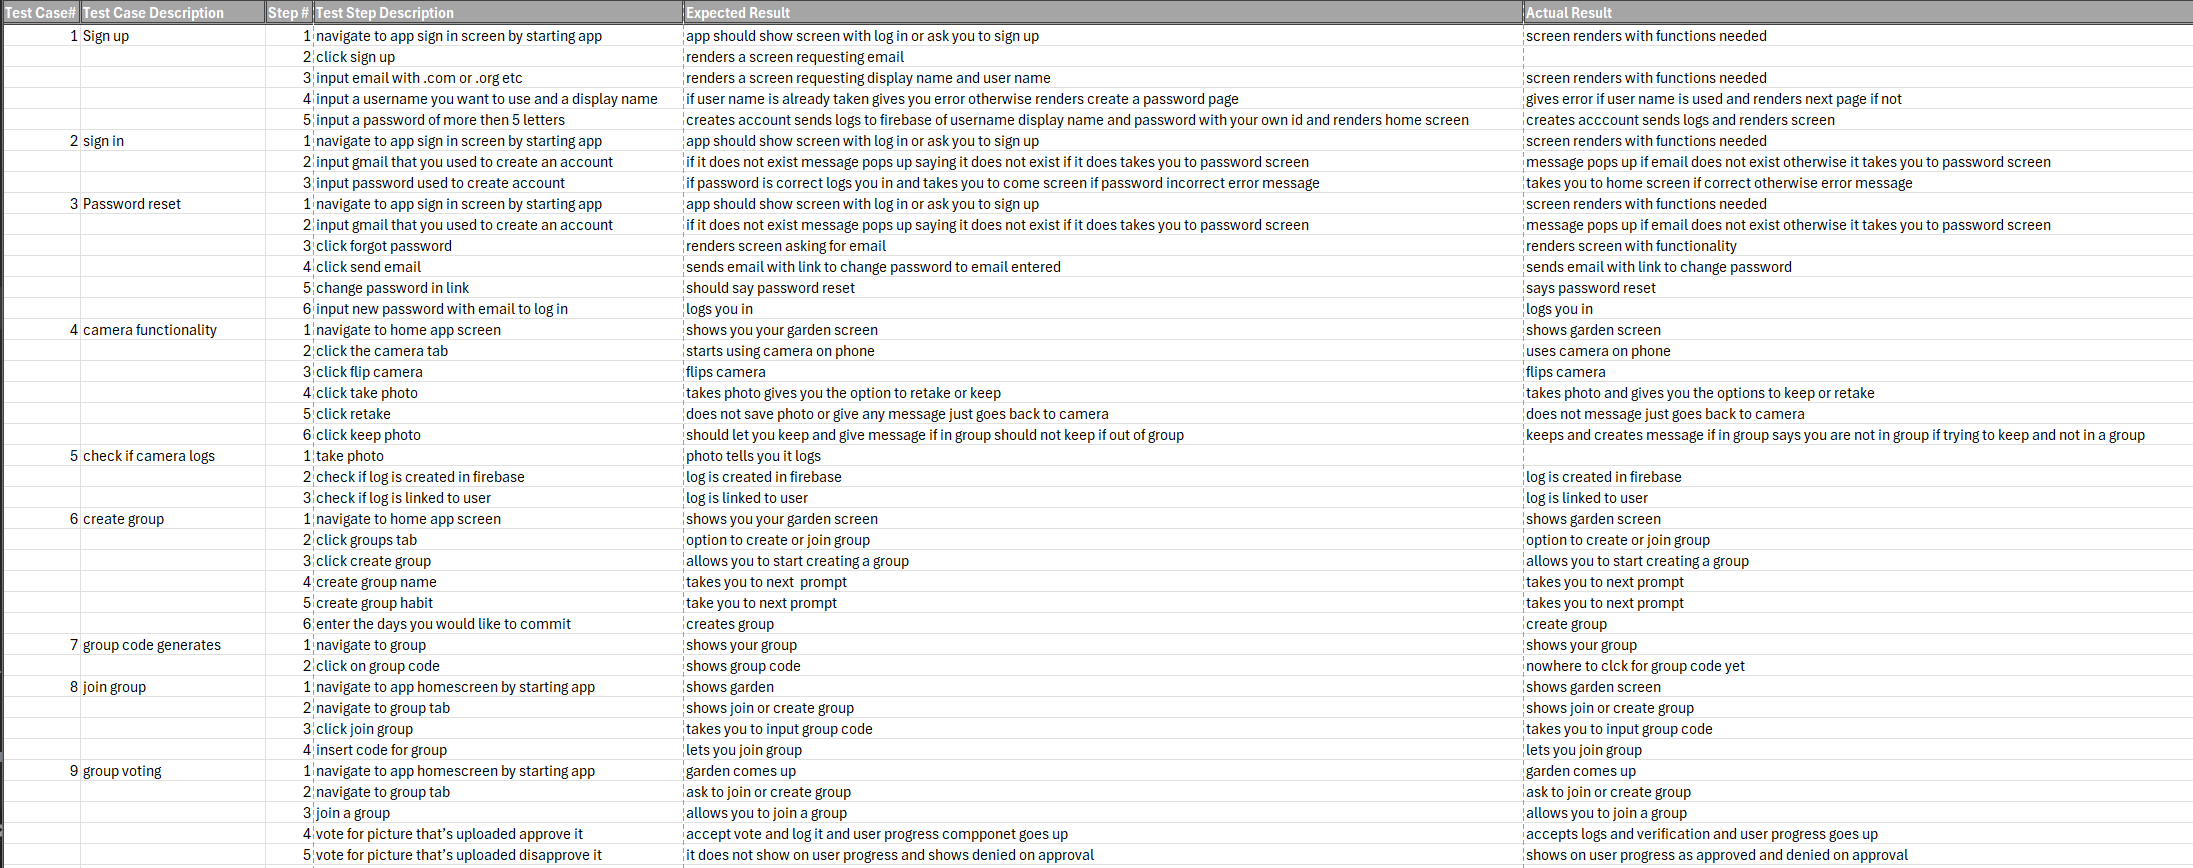 Test Case# Test Case Description Step # Test Step Description Expected Result Actual Result
1 Sign up 1 navigate to app sign in screen by starting app app should show screen with log in or ask you to sign up screen renders with functions needed
2 click sign up renders a screen requesting email
3 input email with .com or .org etc renders a screen requesting display name and user name screen renders with functions needed
4 input a username you want to use and a display name if user name is already taken gives you error otherwise renders create a password page gives error if user name is used and renders next page if not
5 input a password of more then 5 letters creates account sends logs to firebase of username display name and password with your own id and renders home screen creates acccount sends logs and renders screen
2 sign in 1 navigate to app sign in screen by starting app app should show screen with log in or ask you to sign up screen renders with functions needed
2 input gmail that you used to create an account if it does not exist message pops up saying it does not exist if it does takes you to password screen message pops up if email does not exist otherwise it takes you to password screen
3 input password used to create account if password is correct logs you in and takes you to come screen if password incorrect error message takes you to home screen if correct otherwise error message
3 Password reset 1 navigate to app sign in screen by starting app app should show screen with log in or ask you to sign up screen renders with functions needed
2 input gmail that you used to create an account if it does not exist message pops up saying it does not exist if it does takes you to password screen message pops up if email does not exist otherwise it takes you to password screen
3 click forgot password renders screen asking for email renders screen with functionality
4 click send email sends email with link to change password to email entered sends email with link to change password
5 change password in link should say password reset says password reset
6 input new password with email to log in logs you in logs you in
4 camera functionality 1 navigate to home app screen shows you your garden screen shows garden screen
2 click the camera tab starts using camera on phone uses camera on phone
3 click flip camera flips camera flips camera
4 click take photo takes photo gives you the option to retake or keep takes photo and gives you the options to keep or retake
5 click retake does not save photo or give any message just goes back to camera does not message just goes back to camera
6 click keep photo should let you keep and give message if in group should not keep if out of group keeps and creates message if in group says you are not in group if trying to keep and not in a group
5 check if camera logs 1 take photo photo tells you it logs
2 check if log is created in firebase log is created in firebase log is created in firebase
3 check if log is linked to user log is linked to user log is linked to user
6 create group 1 navigate to home app screen shows you your garden screen shows garden screen
2 click groups tab option to create or join group option to create or join group
3 click create group allows you to start creating a group allows you to start creating a group
4 create group name takes you to next prompt takes you to next prompt
5 create group habit take you to next prompt takes you to next prompt
6 enter the days you would like to commit creates group create group
7 group code generates 1 navigate to group shows your group shows your group
2 click on group code shows group code nowhere to clck for group code yet
8 join group 1 navigate to app homescreen by starting app shows garden shows garden screen
2 navigate to group tab shows join or create group shows join or create group
3 click join group takes you to input group code takes you to input group code
4 insert code for group lets you join group lets you join group
9 group voting 1 navigate to app homescreen by starting app garden comes up garden comes up
2 navigate to group tab ask to join or create group ask to join or create group
3 join a group allows you to join a group allows you to join a group
4 vote for picture that's uploaded approve it accept vote and log it and user progress compponet goes up accepts logs and verification and user progress goes up
5 vote for picture that's uploaded disapprove it it does not show on user progress and shows denied on approval shows on user progress as approved and denied on approval